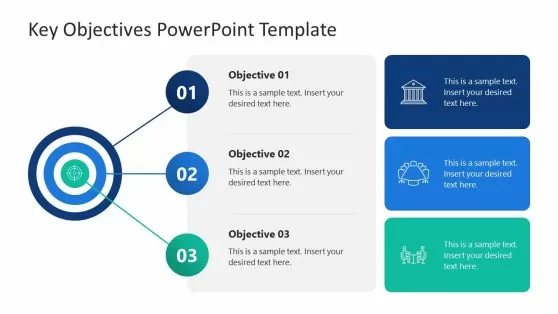 Key Objectives PowerPoint Template
01
Objective 01
This is a sample text. Insert your
desired text here.
This is a sample text.
Insert your desired
text here.
02
Objective 02
This is a sample text. Insert your
desired text here.
This is a sample text.
Insert your desired
text here.
03
Objective 03
This is a sample text. Insert your
desired text here.
This is a sample text.
Insert your desired
text here.